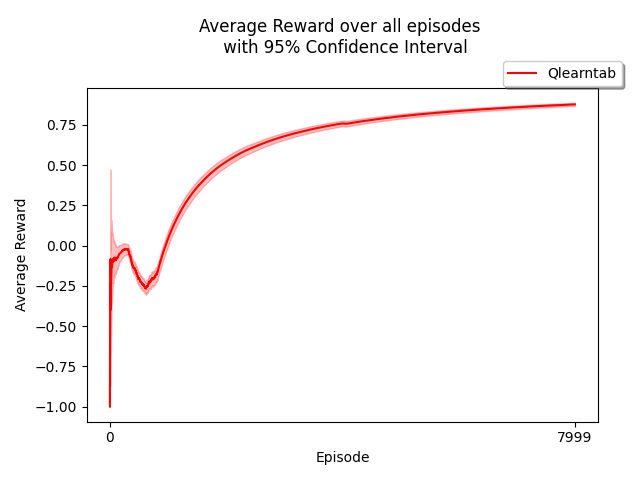 Average Reward over all episodes
with 95% Confidence Interval
Qlearntab
Average Reward
0.75
0.50
0.25
0.00
−0.25
−0.50
−0.75
−1.00
0
7999
Episode